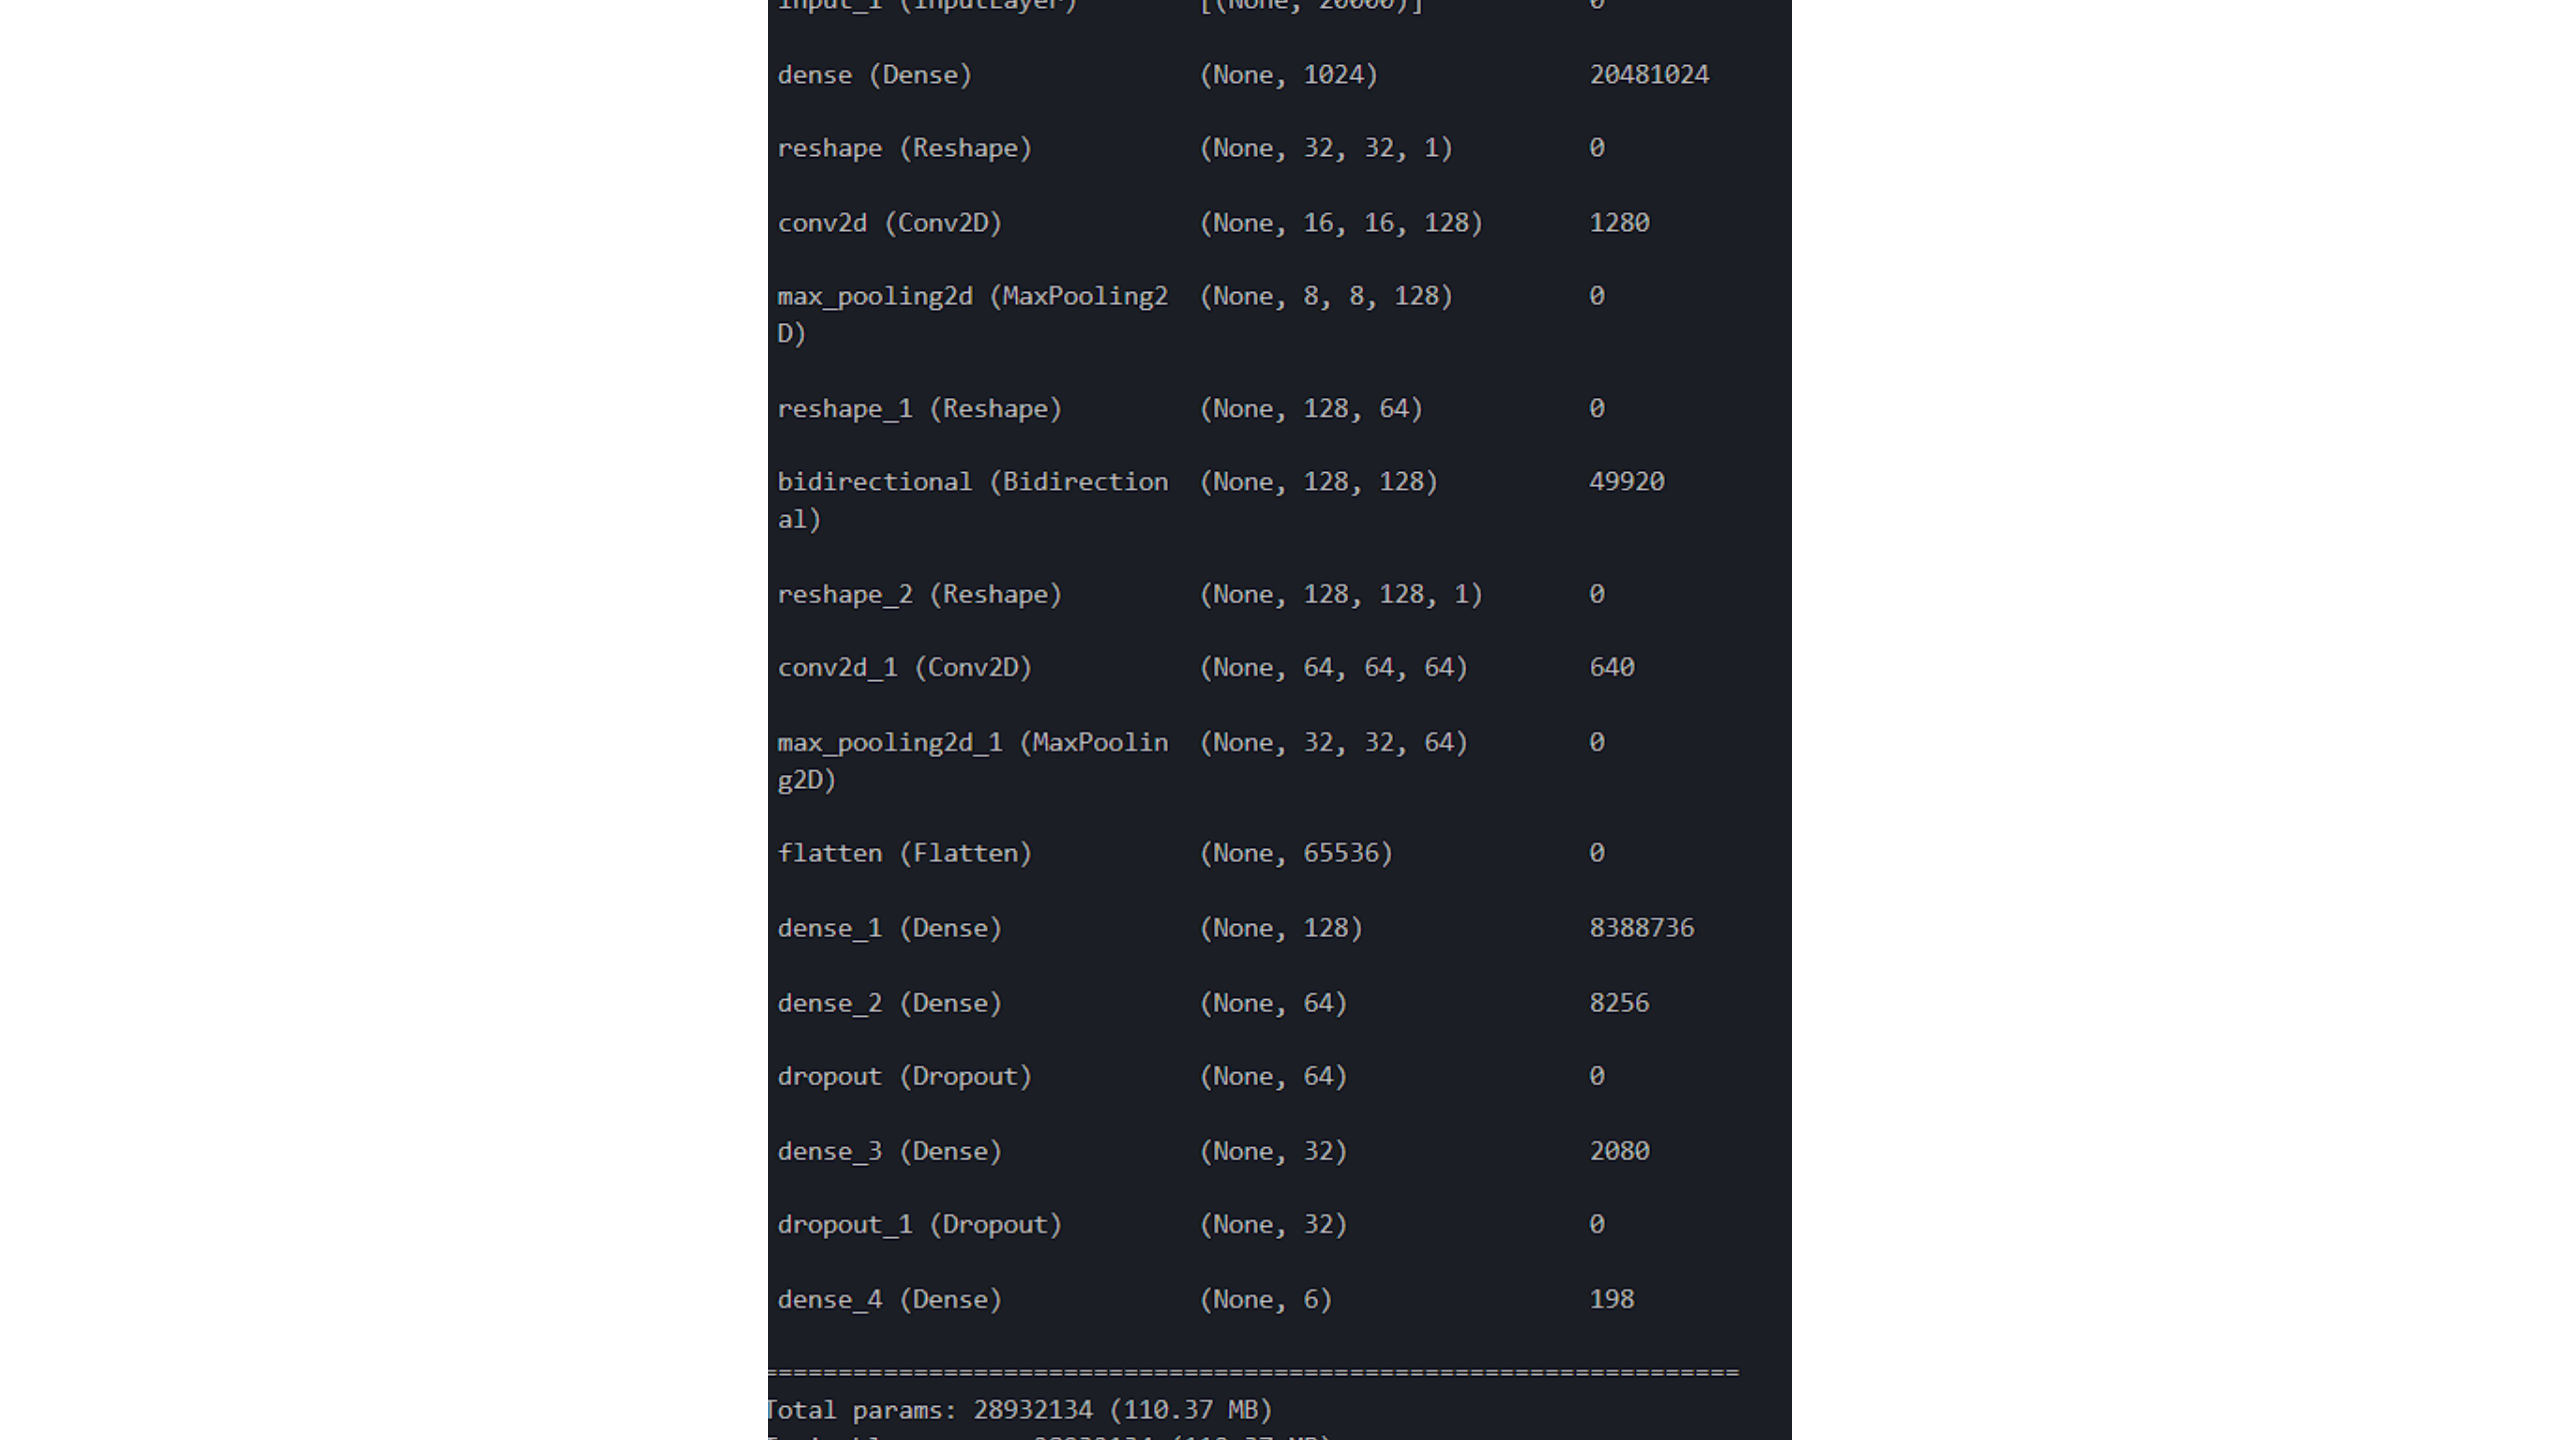 input_1 (InputLayer) [(None, 20000)] 0
dense (Dense) (None, 1024) 20481024
reshape (Reshape) (None, 32, 32, 1) 0
conv2d (Conv2D) (None, 16, 16, 128) 1280
max_pooling2d (MaxPooling2 (None, 8, 8, 128) 0
D)
reshape_1 (Reshape) (None, 128, 64) 0
bidirectional (Bidirection (None, 128, 128) 49920
al)
reshape_2 (Reshape) (None, 128, 128, 1) 0
conv2d_1 (Conv2D) (None, 64, 64, 64) 640
max_pooling2d_1 (MaxPoolin (None, 32, 32, 64) 0
g2D)
flatten (Flatten) (None, 65536) 0
dense_1 (Dense) (None, 128) 8388736
dense_2 (Dense) (None, 64) 8256
dropout (Dropout) (None, 64) 0
dense_3 (Dense) (None, 32) 2080
dropout_1 (Dropout) (None, 32) 0
dense_4 (Dense) (None, 6) 198
=================================================================
Total params: 28932134 (110.37 MB)